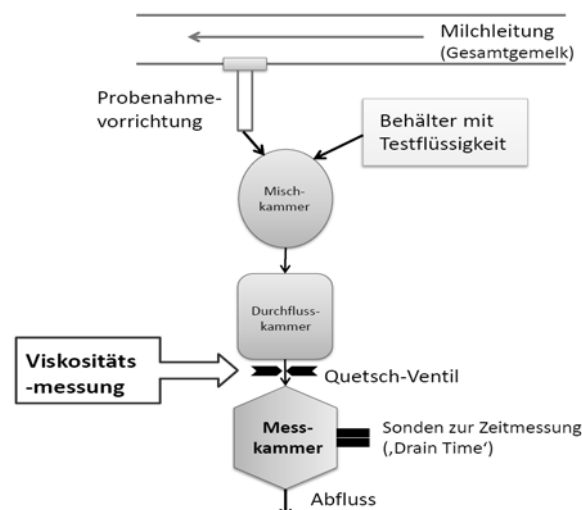 Milchleitung
(Gesamtgemelk)
Probenahme-
vorrichtung
Behälter mit
Testflüssigkeit
Misch-
kammer
Durchfluss-
kammer
Viskositäts
-messung
Quetsch-Ventil
Mess-
kammer
Sonden zur Zeitmessung
(‚Drain Time‘)
Abfluss